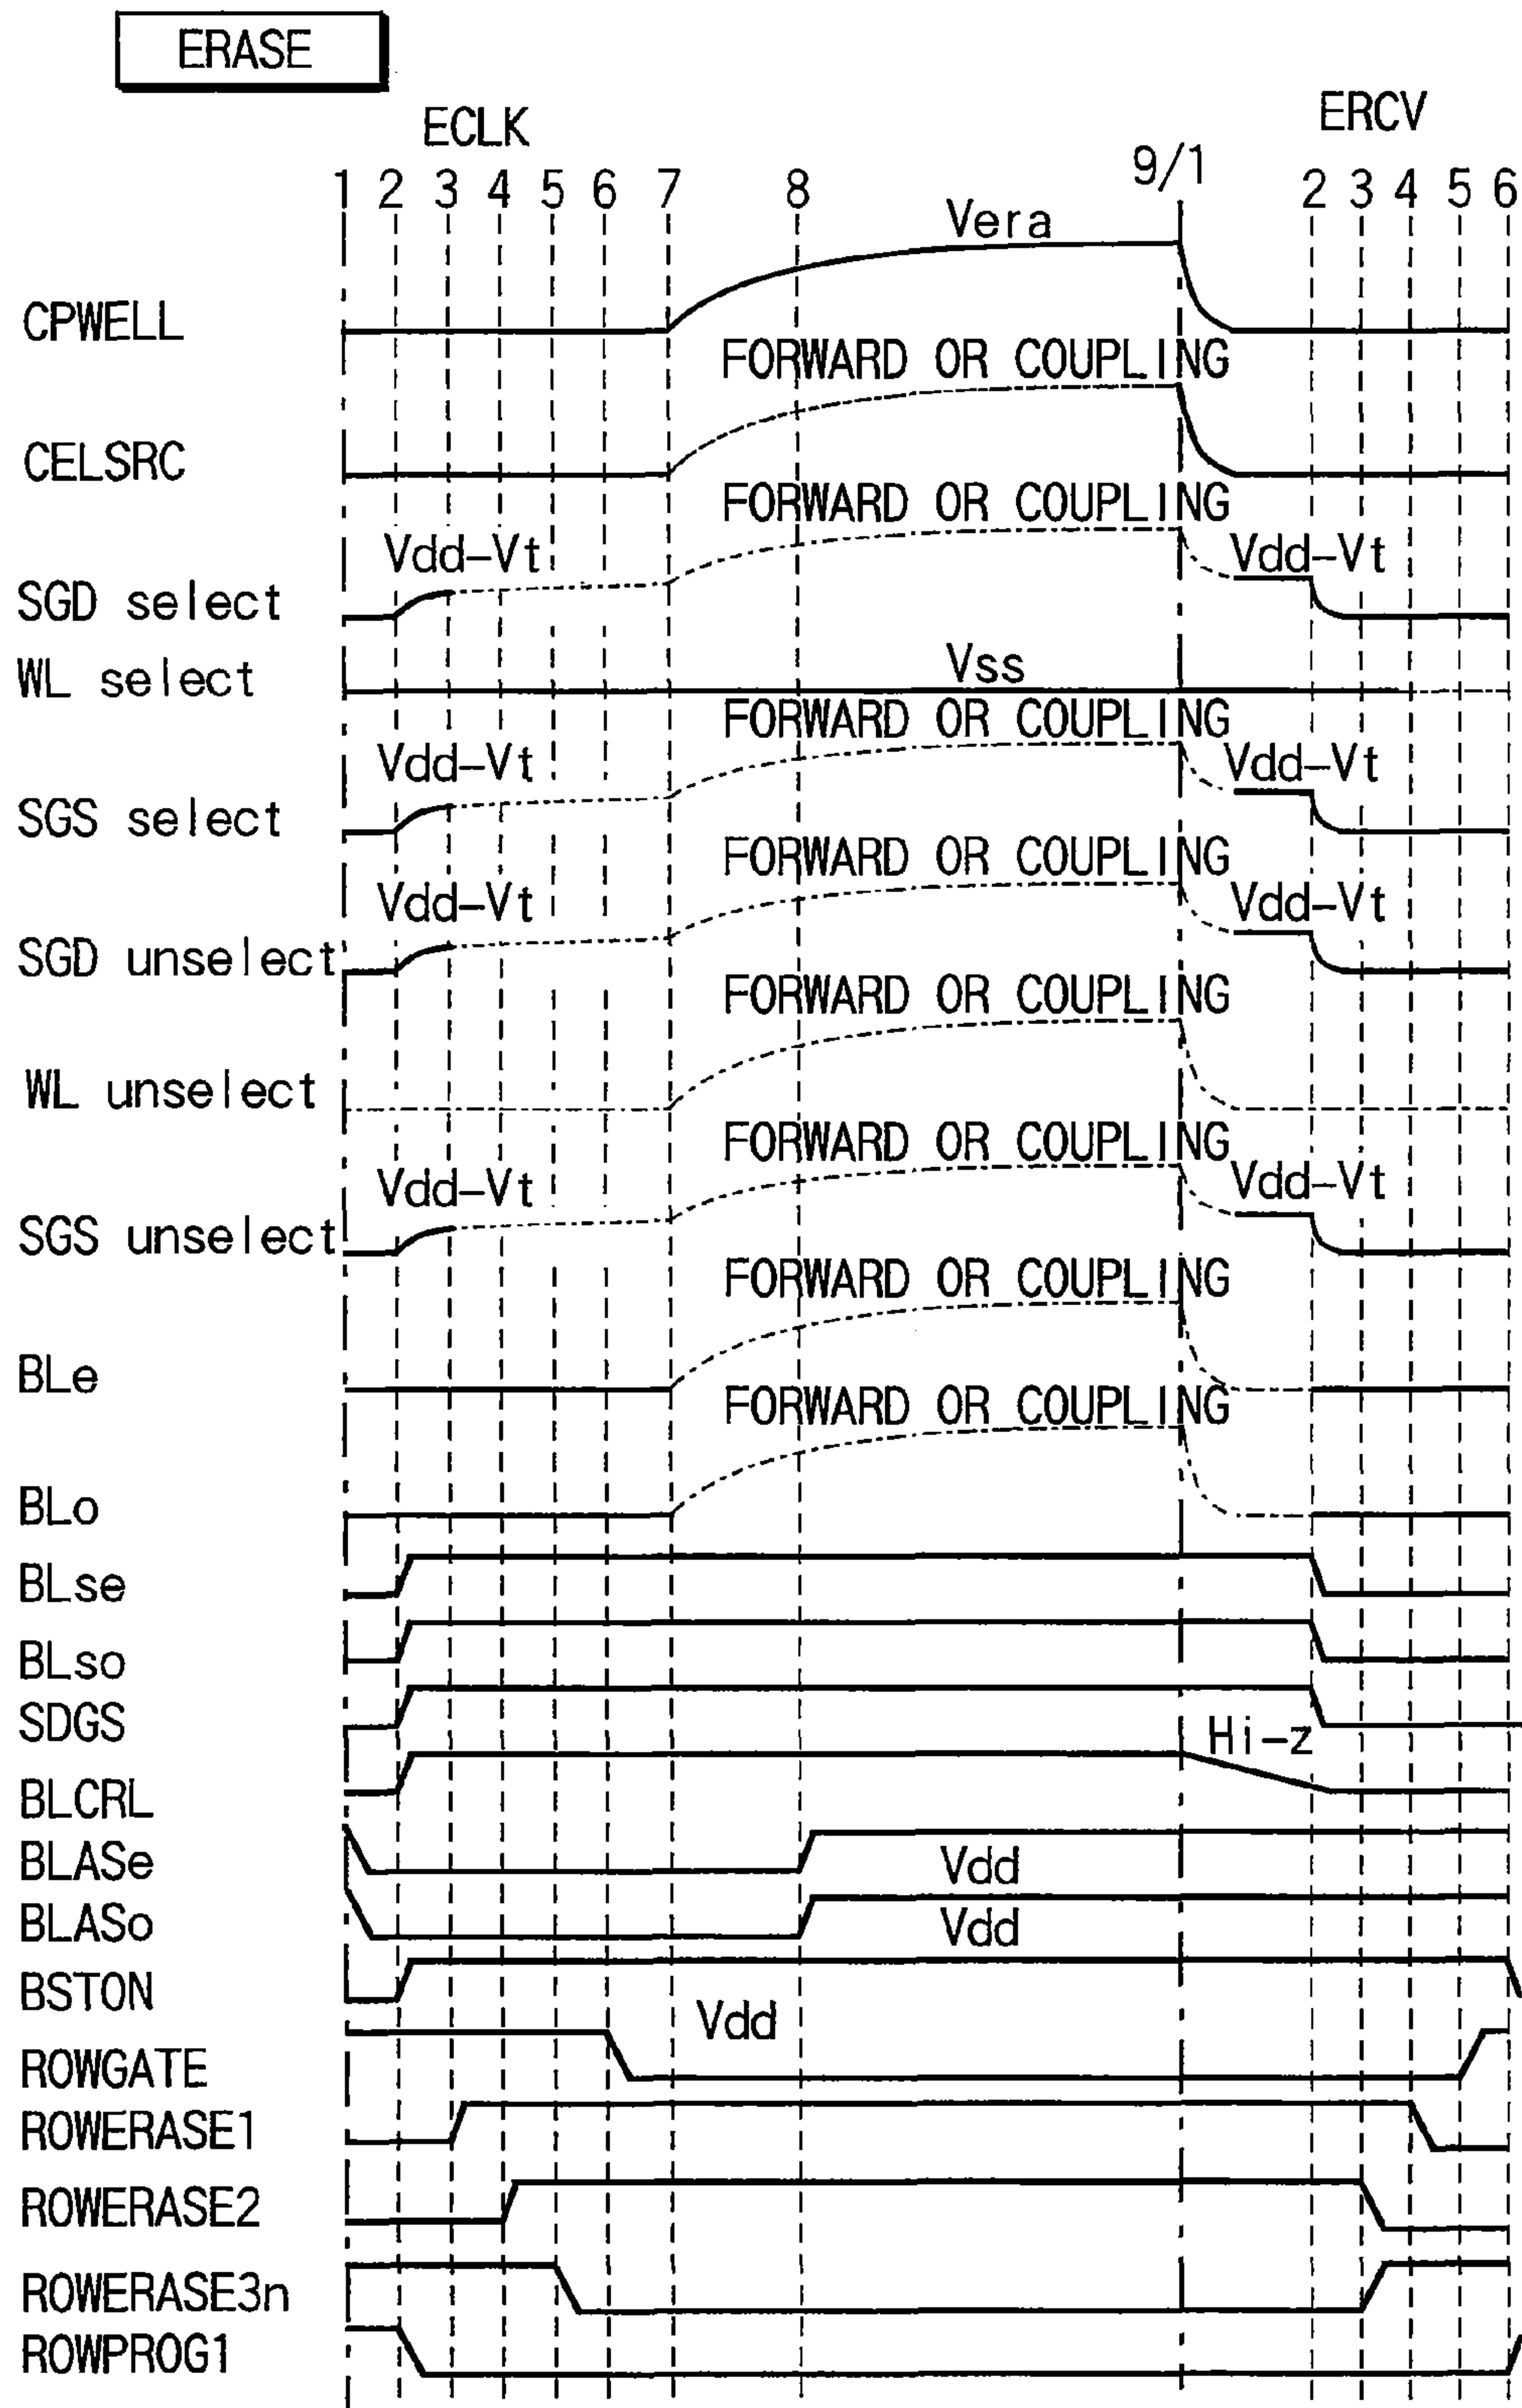 ERASE
ECLK
ERCV
1 2 3 4 5 6 7 8 9/1 2 3 4 5 6
Vera
CPWELL
FORWARD OR COUPLING
CELSRC
FORWARD OR COUPLING
Vdd-Vt
Vdd-Vt
SGD select
Vss
WL select
FORWARD OR COUPLING
Vdd-Vt
Vdd-Vt
SGS select
FORWARD OR COUPLING
Vdd-Vt
Vdd-Vt
SGD unselect
FORWARD OR COUPLING
WL unselect
FORWARD OR COUPLING
Vdd-Vt
Vdd-Vt
SGS unselect
FORWARD OR COUPLING
BLe
FORWARD OR COUPLING
BLo
BLse
BLso
SDGS
Hi-z
BLCRL
BLASe
Vdd
BLASo
Vdd
BSTON
Vdd
ROWGATE
ROWERASE1
ROWERASE2
ROWERASE3n
ROWPROG1